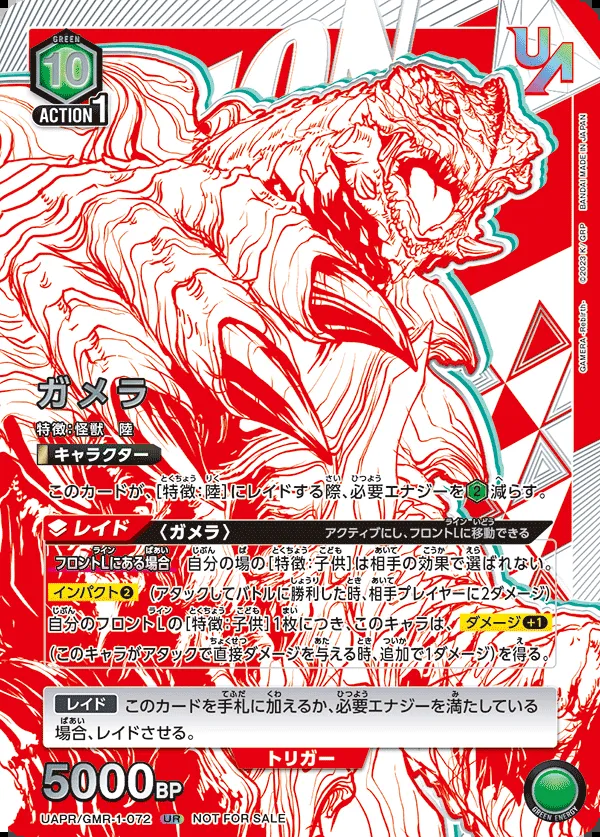 GREEN
10
ACTION1
UA
GAMERA -Rebirth- ©2023 K/GRP BANDAI MADE IN JAPAN
ガメラ
特徴:怪獣 陸
キャラクター
このカードが、[特徴:陸]にレイドする際、必要エナジーを2減らす。
レイド 〈ガメラ〉 アクティブにし、フロントLに移動できる
フロントLにある場合 自分の場の[特徴:子供]は相手の効果で選ばれない。
インパクト2 (アタックしてバトルに勝利した時、相手プレイヤーに2ダメージ)
自分のフロントLの[特徴:子供]1枚につき、このキャラは、ダメージ+1
(このキャラがアタックで直接ダメージを与える時、追加で1ダメージ)を得る。
レイド このカードを手札に加えるか、必要エナジーを満たしている
場合、レイドさせる。
トリガー
5000BP
GREEN ENERGY
UAPR/GMR-1-072 UR NOT FOR SALE